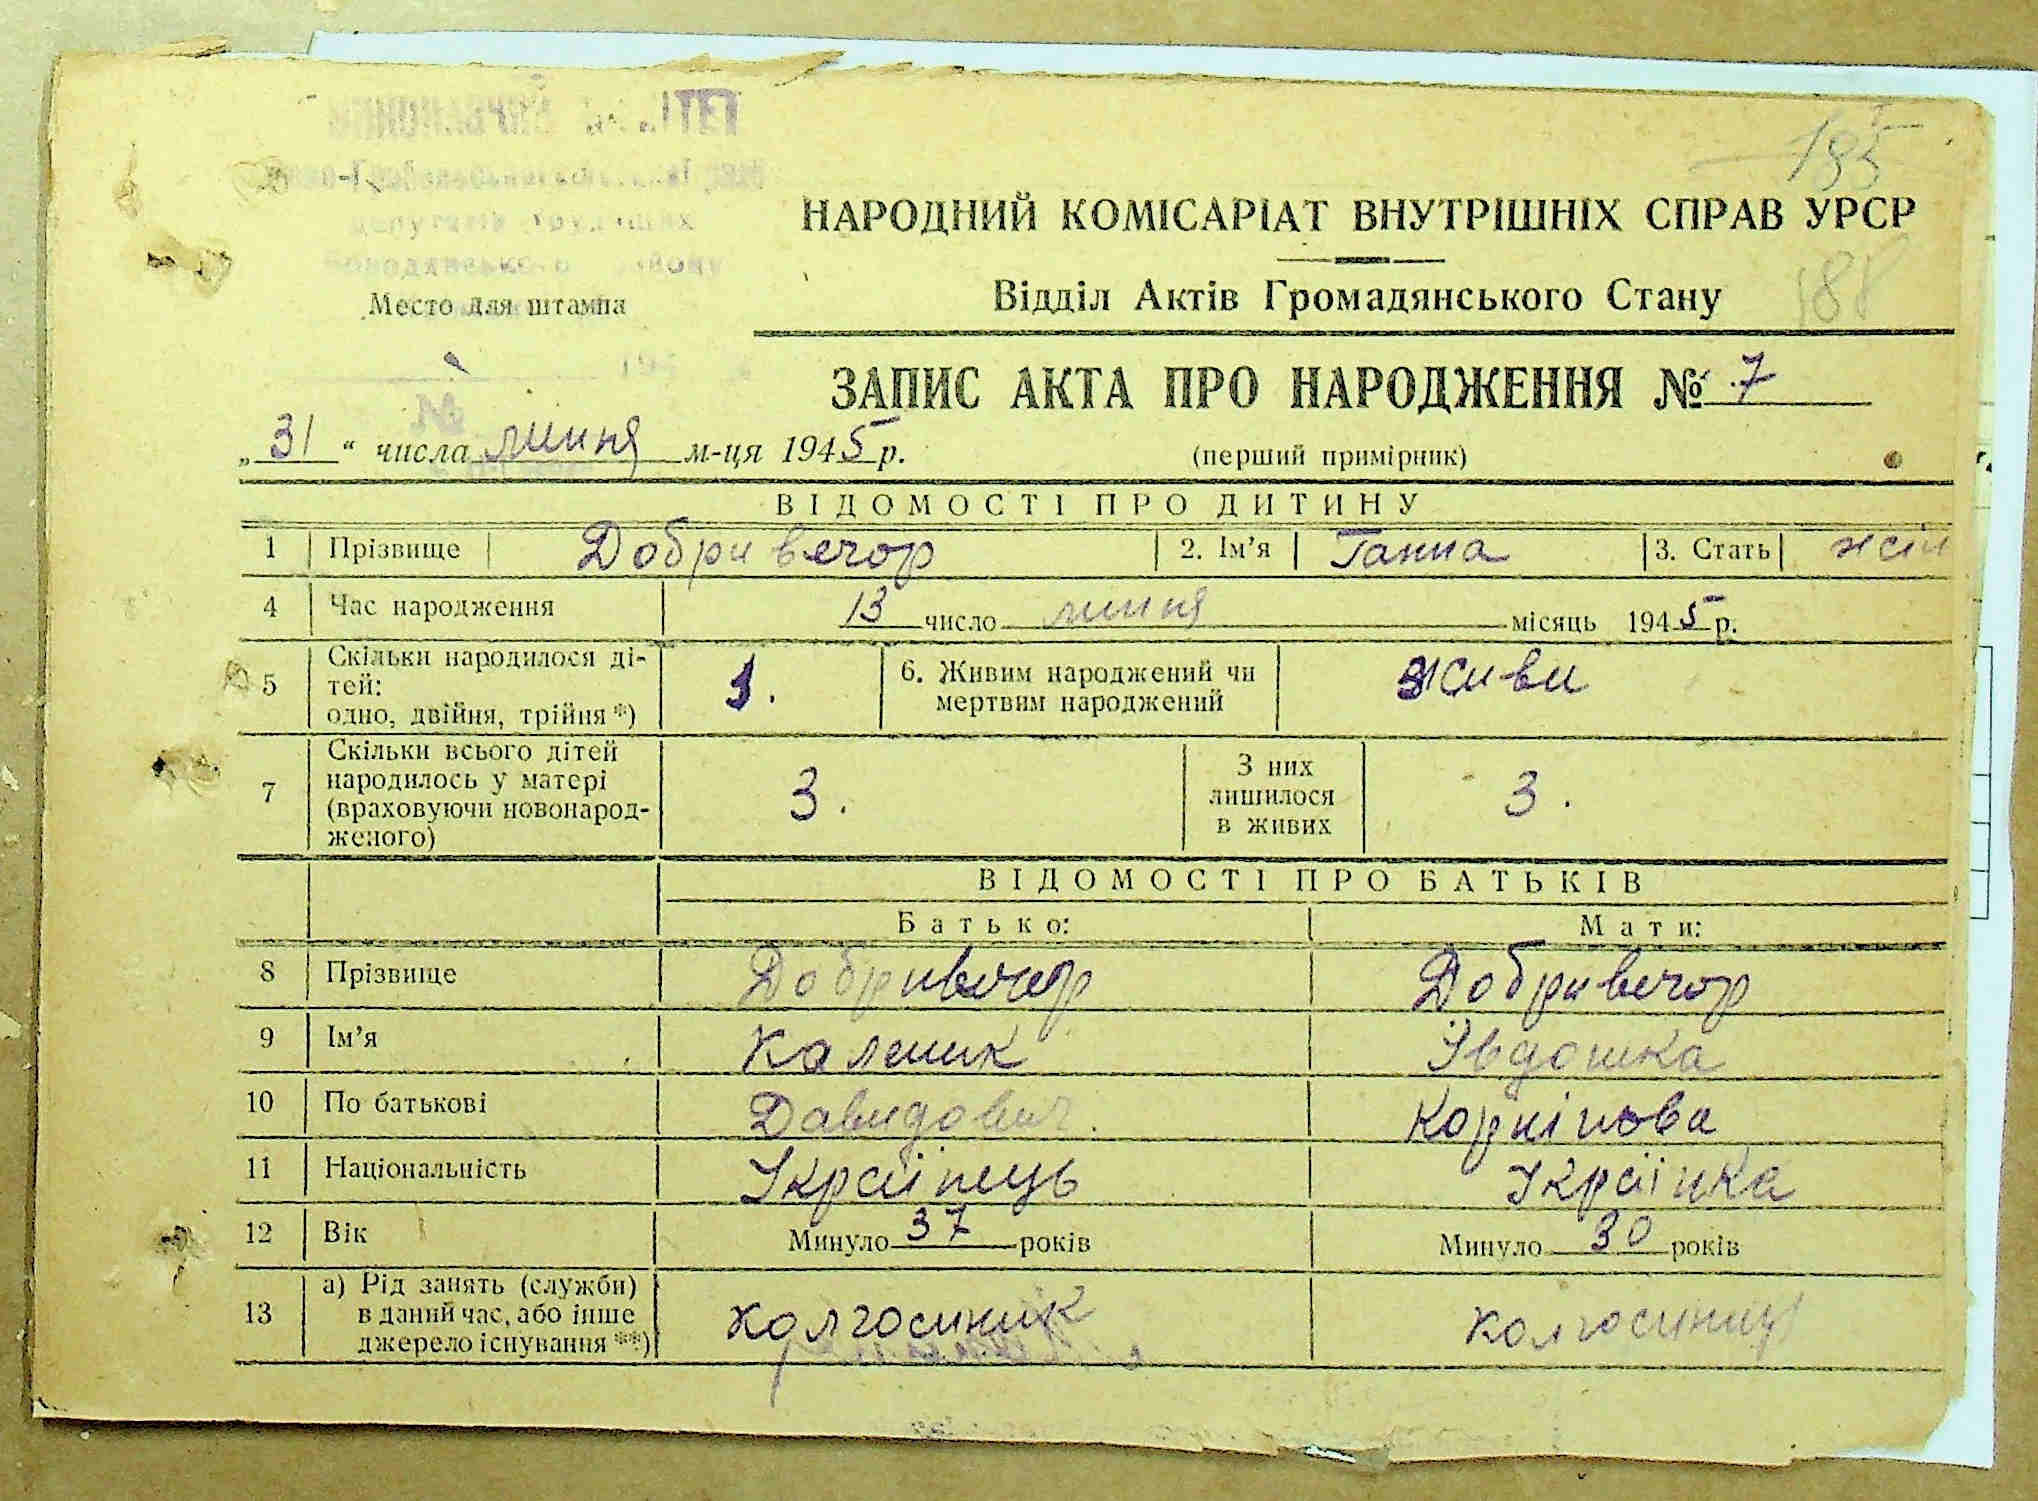 185
НАРОДНИЙ КОМІСАРІАТ ВНУТРІШНІХ СПРАВ УРСР
188
Відділ Актів Громадянського Стану
Место для штампа
ЗАПИС АКТА ПРО НАРОДЖЕННЯ № 7
№
„31“ числа липня м-ця 1945 р.
(перший примірник)
ВІДОМОСТІ ПРО ДИТИНУ
1 Прізвище Добривечор 2. Ім’я Ганна 3. Стать жін
4 Час народження 13 число липня місяць 1945 р.
5 Скільки народилося ді-
тей:
одно, двійня, трійня *) 1.
6. Живим народжений чи
мертвим народжений живи
7 Скільки всього дітей
народилось у матері
(враховуючи новонарод-
женого) 3.
З них
лишилося
в живих 3.
ВІДОМОСТІ ПРО БАТЬКІВ
Батько: Мати:
8 Прізвище Добривечор Добривечор
9 Ім’я Каленик Івдошка
10 По батькові Давидович
11 Національність Україпець Українка
12 Вік Минуло 37 років Минуло 30 років
13 а) Рід занять (служби)
в даний час, або інше
джерело існування **) колгоспник колгоспниця